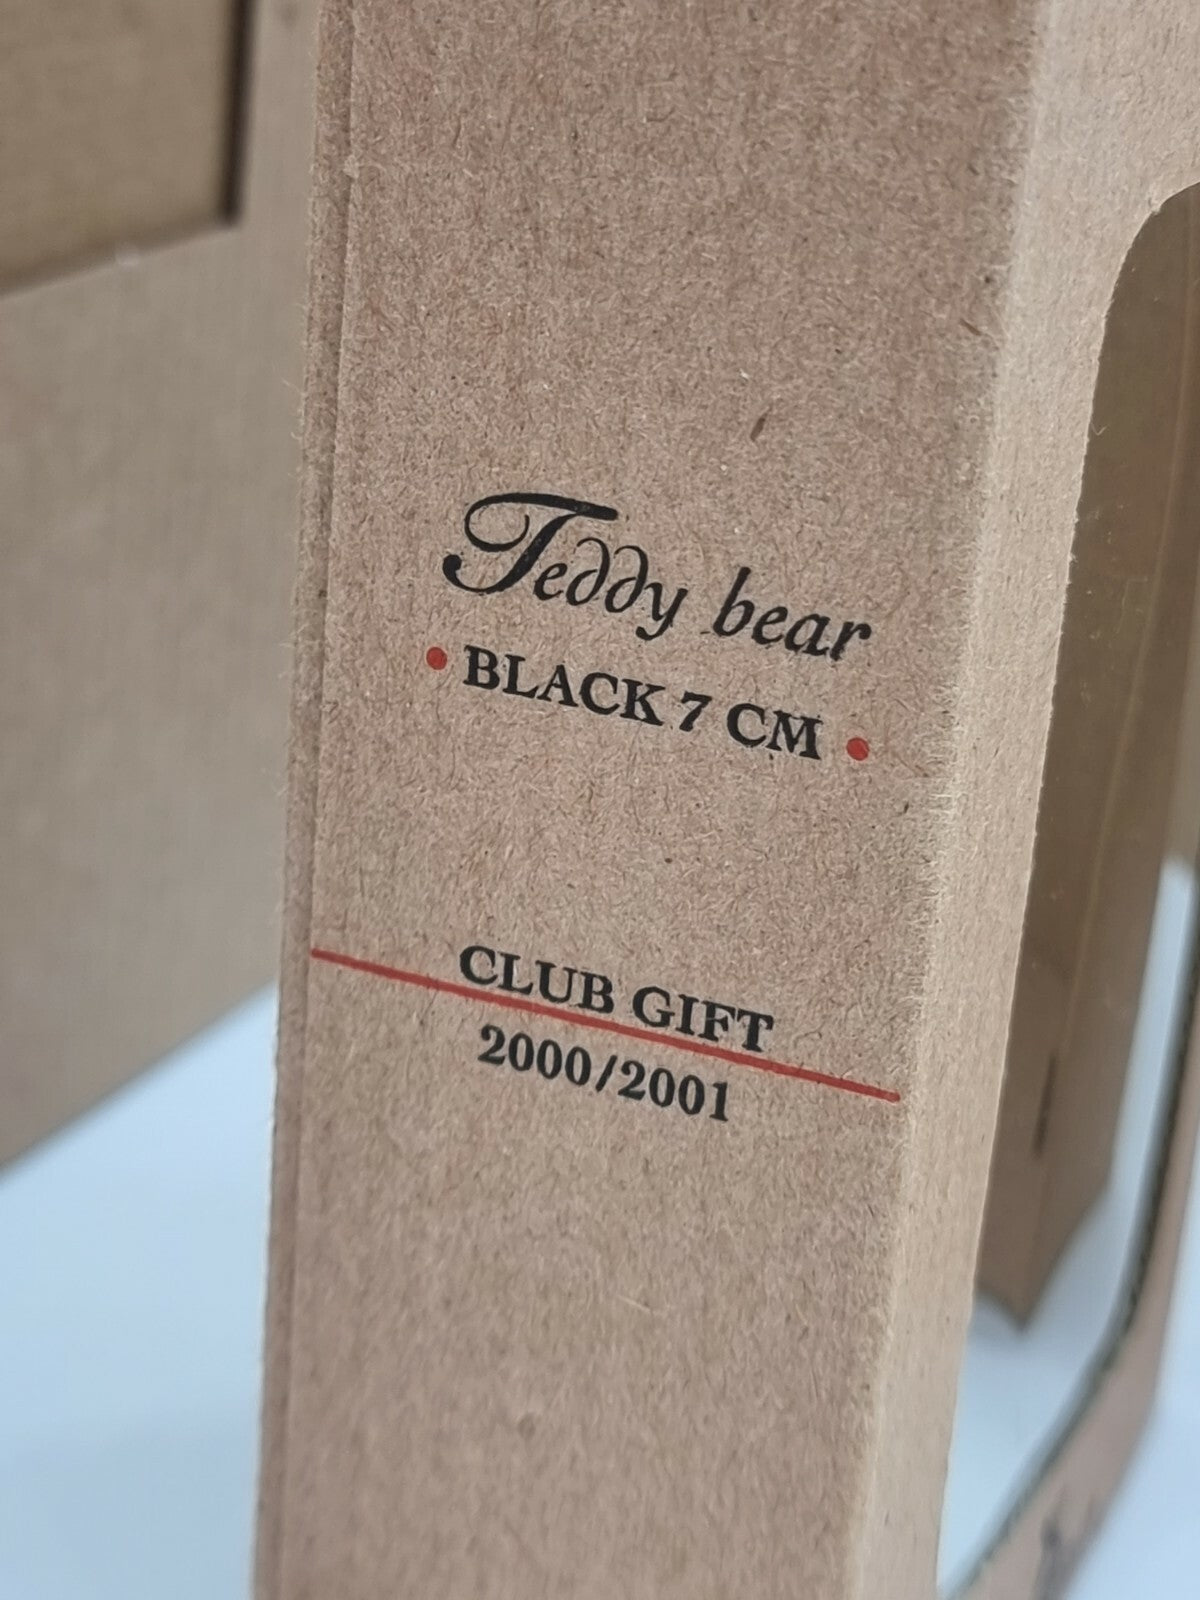 Teddy bear
• BLACK 7 CM •
CLUB GIFT
2000/2001